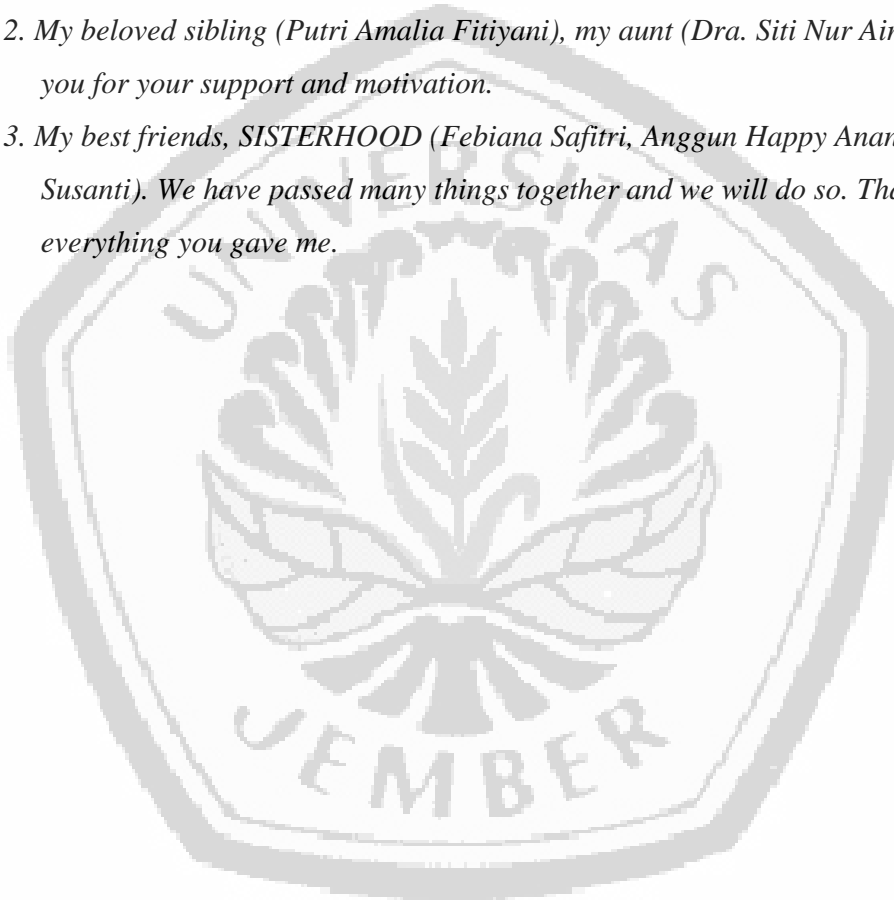 2. My beloved sibling (Putri Amalia Fitiyani), my aunt (Dra. Siti Nur
you for your support and motivation.
3. My best friends, SISTERHOOD (Febiana Safitri, Anggun Happy
Susanti). We have passed many things together and we will do so.
everything you gave me.
UNIVERSITAS
JEMBER